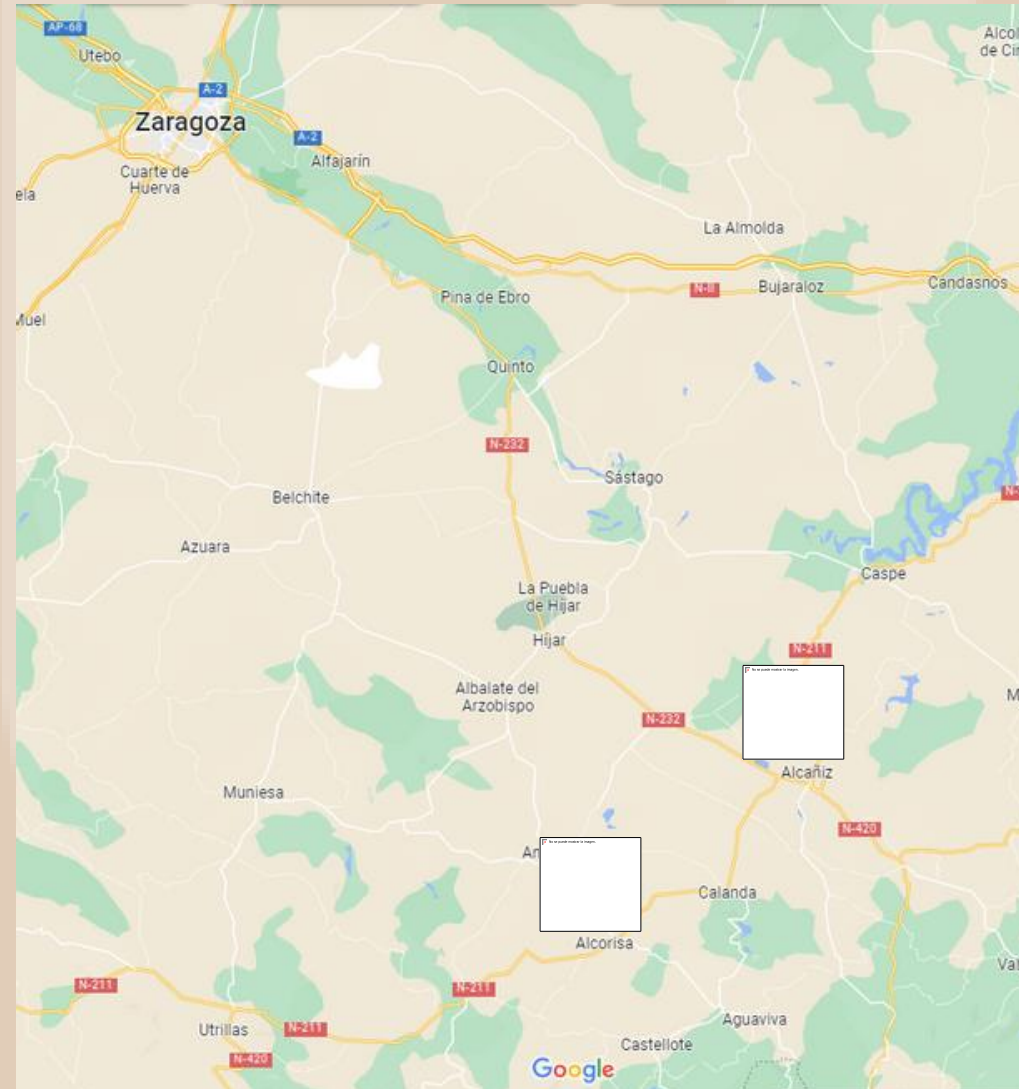 AP-68
Utebo
Alcol
de Cin
A-2
Zaragoza
A-2
Alfajarín
Cuarte de
Huerva
ela
La Almolda
Candasnos
N-II
Bujaraloz
Pina de Ebro
Muel
Quinto
N-232
Sástago
N-
Belchite
Azuara
Caspe
La Puebla
de Híjar
Híjar
N-211
Albalate del
Arzobispo
M
N-232
Alcañiz
Muniesa
N-420
An
Calanda
Alcorisa
Val
N-211
N-211
Aguaviva
Utrillas
N-211
Castellote
N-420
Google